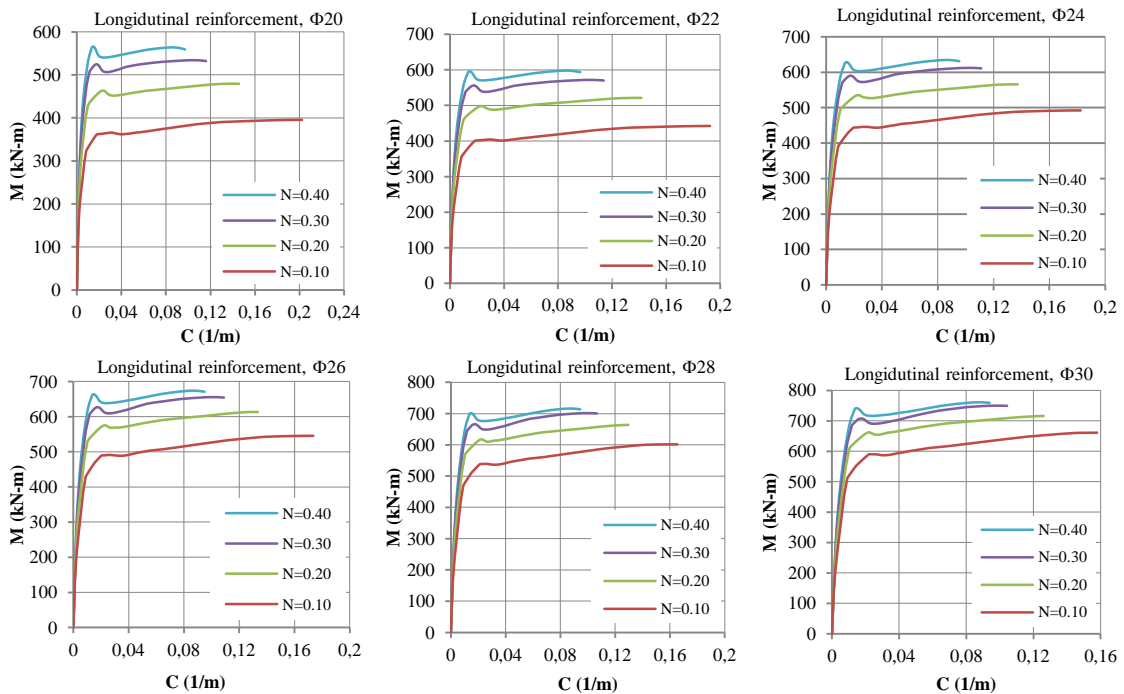 Longidutinal reinforcement, Φ20
M (kN-m)
600
500
400
300
200
100
0
0 0,04 0,08 0,12 0,16 0,2 0,24
C (1/m)
N=0.40
N=0.30
N=0.20
N=0.10
Longidutinal reinforcement, Φ22
M (kN-m)
700
600
500
400
300
200
100
0
0 0,04 0,08 0,12 0,16 0,2
C (1/m)
N=0.40
N=0.30
N=0.20
N=0.10
Longidutinal reinforcement, Φ24
M (kN-m)
700
600
500
400
300
200
100
0
0 0,04 0,08 0,12 0,16 0,2
C (1/m)
N=0.40
N=0.30
N=0.20
N=0.10
Longidutinal reinforcement, Φ26
M (kN-m)
700
600
500
400
300
200
100
0
0 0,04 0,08 0,12 0,16 0,2
C (1/m)
N=0.40
N=0.30
N=0.20
N=0.10
Longidutinal reinforcement, Φ28
M (kN-m)
800
700
600
500
400
300
200
100
0
0 0,04 0,08 0,12 0,16 0,2
C (1/m)
N=0.40
N=0.30
N=0.20
N=0.10
Longidutinal reinforcement, Φ30
M (kN-m)
800
700
600
500
400
300
200
100
0
0 0,04 0,08 0,12 0,16
C (1/m)
N=0.40
N=0.30
N=0.20
N=0.10